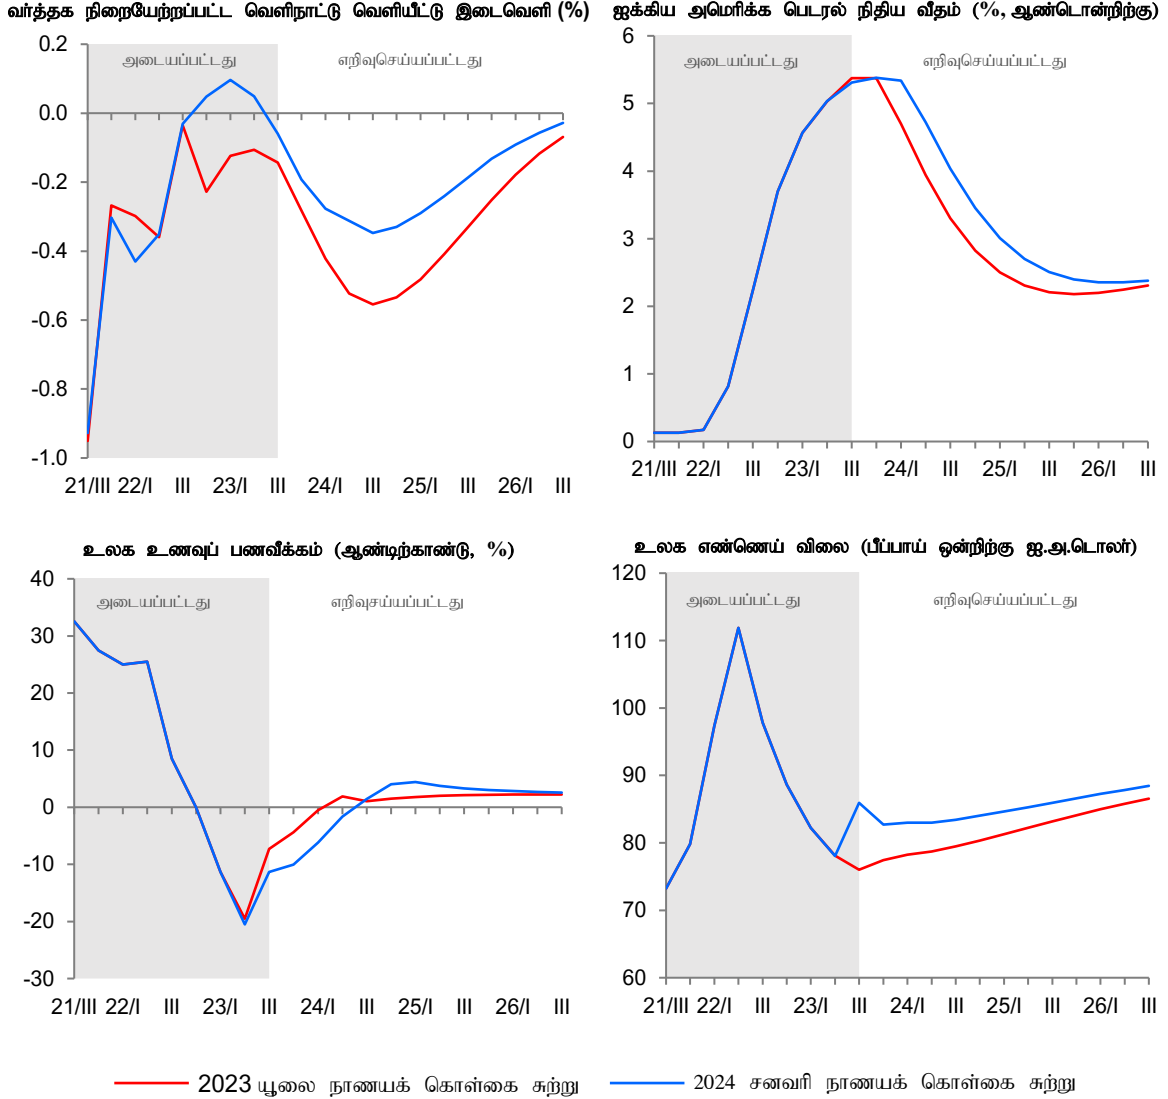 வர்த்தக நிறையேற்றப்பட்ட வெளிநாட்டு வெளியீட்டு இடைவெளி (%)
அடையப்பட்டது
எறிவுசெய்யப்பட்டது
0.2
0.0
-0.2
-0.4
-0.6
-0.8
-1.0
21/III 22/I III 23/I III 24/I III 25/I III 26/I III
ஐக்கிய அமெரிக்க பெடரல் நிதிய வீதம் (%, ஆண்டொன்றிற்கு)
அடையப்பட்டது
எறிவுசெய்யப்பட்டது
6
5
4
3
2
1
0
21/III 22/I III 23/I III 24/I III 25/I III 26/I III
உலக உணவுப் பணவீக்கம் (ஆண்டிற்காண்டு, %)
அடையப்பட்டது
எறிவுசய்யப்பட்டது
40
30
20
10
0
-10
-20
-30
21/III 22/I III 23/I III 24/I III 25/I III 26/I III
உலக எண்ணெய் விலை (பீப்பாய் ஒன்றிற்கு ஐ.அ.டொலர்)
அடையப்பட்டது
எறிவுசெய்யப்பட்டது
120
110
100
90
80
70
60
21/III 22/I III 23/I III 24/I III 25/I III 26/I III
2023 யூலை நாணயக் கொள்கை சுற்று
2024 சனவரி நாணயக் கொள்கை சுற்று